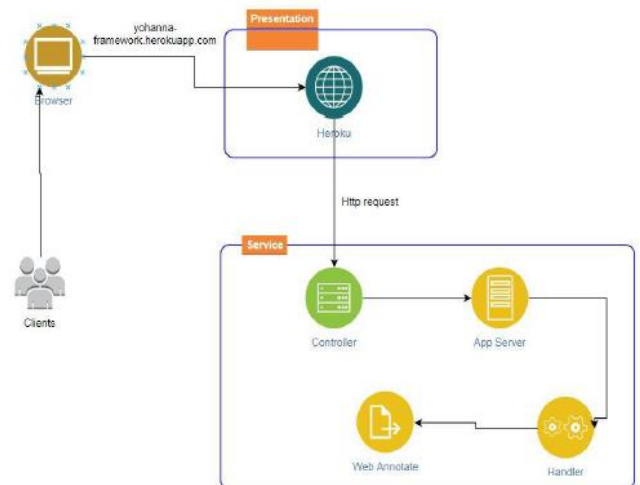 yohanna-
framework.herokuapp.com
Presentation
Browser
Heroku
Http request
Service
Clients
Controller
App Server
Web Annotate
Handler